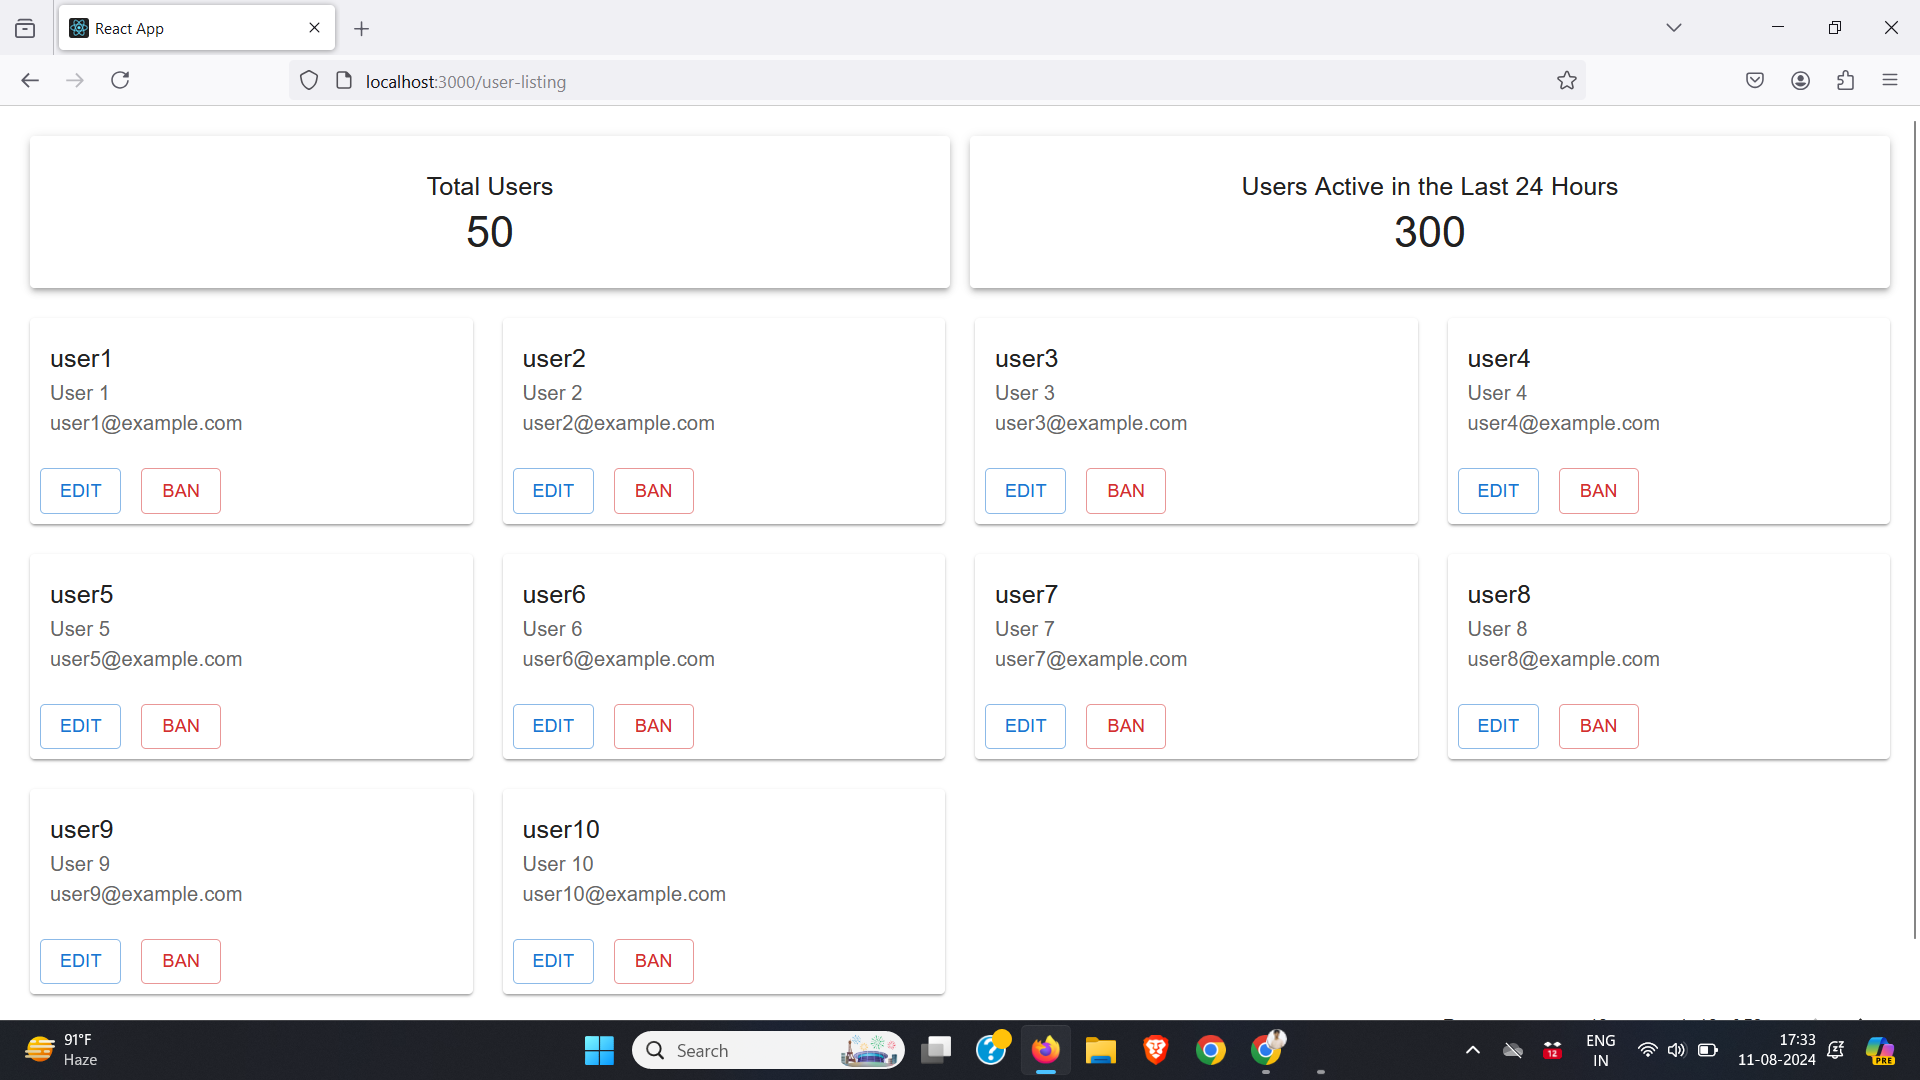 React App
localhost:3000/user-listing
Total Users
50
Users Active in the Last 24 Hours
300
user1
User 1
user1@example.com
EDIT BAN
user2
User 2
user2@example.com
EDIT BAN
user3
User 3
user3@example.com
EDIT BAN
user4
User 4
user4@example.com
EDIT BAN
user5
User 5
user5@example.com
EDIT BAN
user6
User 6
user6@example.com
EDIT BAN
user7
User 7
user7@example.com
EDIT BAN
user8
User 8
user8@example.com
EDIT BAN
user9
User 9
user9@example.com
EDIT BAN
user10
User 10
user10@example.com
EDIT BAN
91°F
Haze
Search
12
ENG
IN
17:33
11-08-2024
PRE